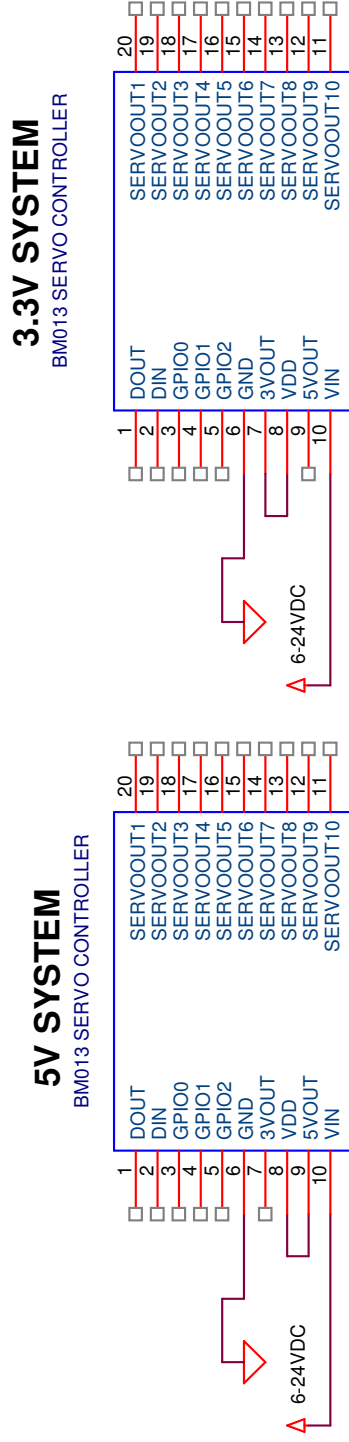 5V SYSTEM
BM013 SERVO CONTROLLER
1 DOUT SERVOOUT1 20
2 DIN SERVOOUT2 19
3 GPIO0 SERVOOUT3 18
4 GPIO1 SERVOOUT4 17
5 GPIO2 SERVOOUT5 16
6 GND SERVOOUT6 15
7 3VOUT SERVOOUT7 14
8 VDD SERVOOUT8 13
9 5VOUT SERVOOUT9 12
10 VIN SERVOOUT10 11
6-24VDC
3.3V SYSTEM
BM013 SERVO CONTROLLER
1 DOUT SERVOOUT1 20
2 DIN SERVOOUT2 19
3 GPIO0 SERVOOUT3 18
4 GPIO1 SERVOOUT4 17
5 GPIO2 SERVOOUT5 16
6 GND SERVOOUT6 15
7 3VOUT SERVOOUT7 14
8 VDD SERVOOUT8 13
9 5VOUT SERVOOUT9 12
10 VIN SERVOOUT10 11
6-24VDC